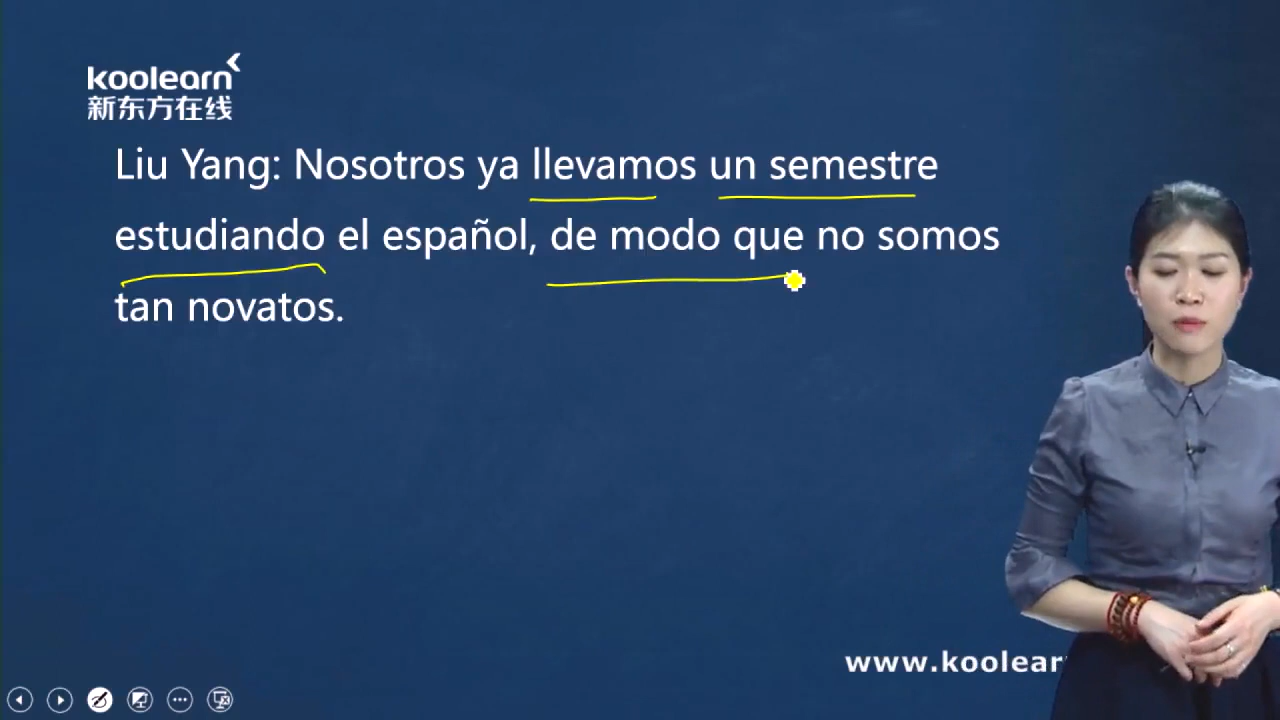 koolearn
新东方在线
Liu Yang: Nosotros ya llevamos un semestre
estudiando el español, de modo que no somos
tan novatos.
www.koolear